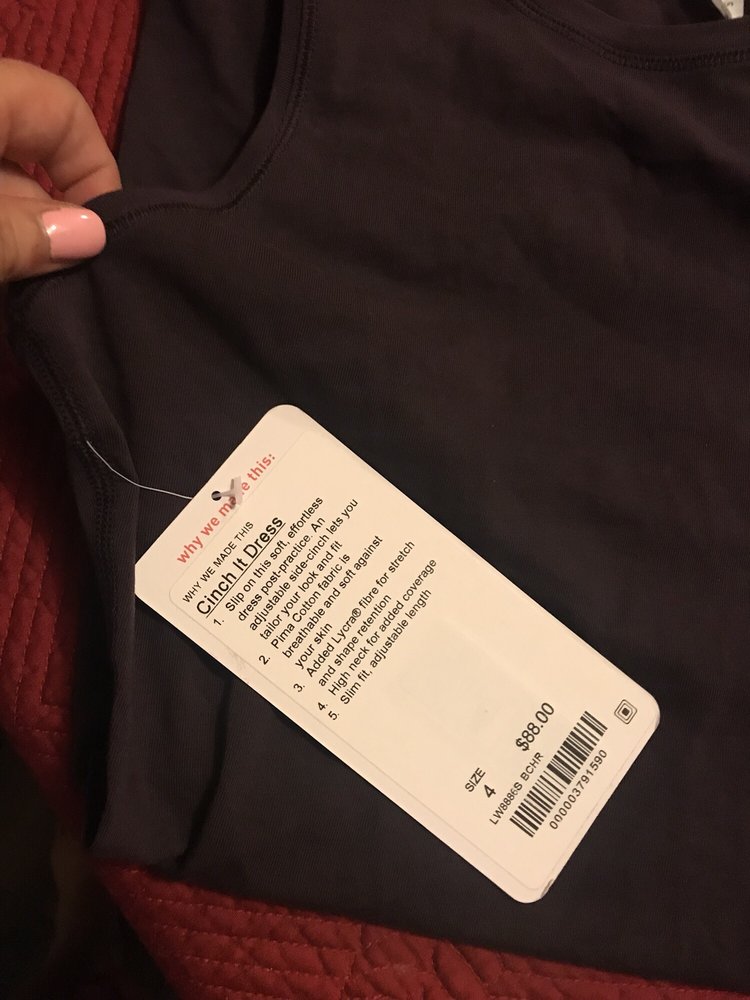 why we made this:
WHY WE MADE THIS
Cinch It Dress
1. Slip on this soft, effortless
dress post-practice. An
adjustable side-cinch lets you
tailor your look and fit
2. Pima Cotton fabric is
breathable and soft against
your skin
3. Added Lycra® fibre for stretch
and shape retention
4. High neck for added coverage
5. Slim fit, adjustable length
SIZE
4
$88.00
LW8886S BCHR
000003791590